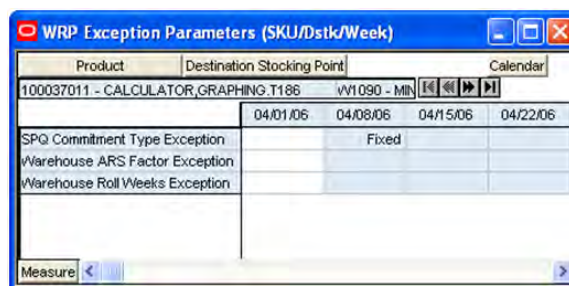 WRP Exception Parameters (SKU/Dstk/Week)
Product Destination Stocking Point Calendar
100037011 - CALCULATOR,GRAPHING.T186 W1090 - MIN
04/01/06 04/08/06 04/15/06 04/22/06
SPQ Commitment Type Exception Fixed
Warehouse ARS Factor Exception
Warehouse Roll Weeks Exception
Measure